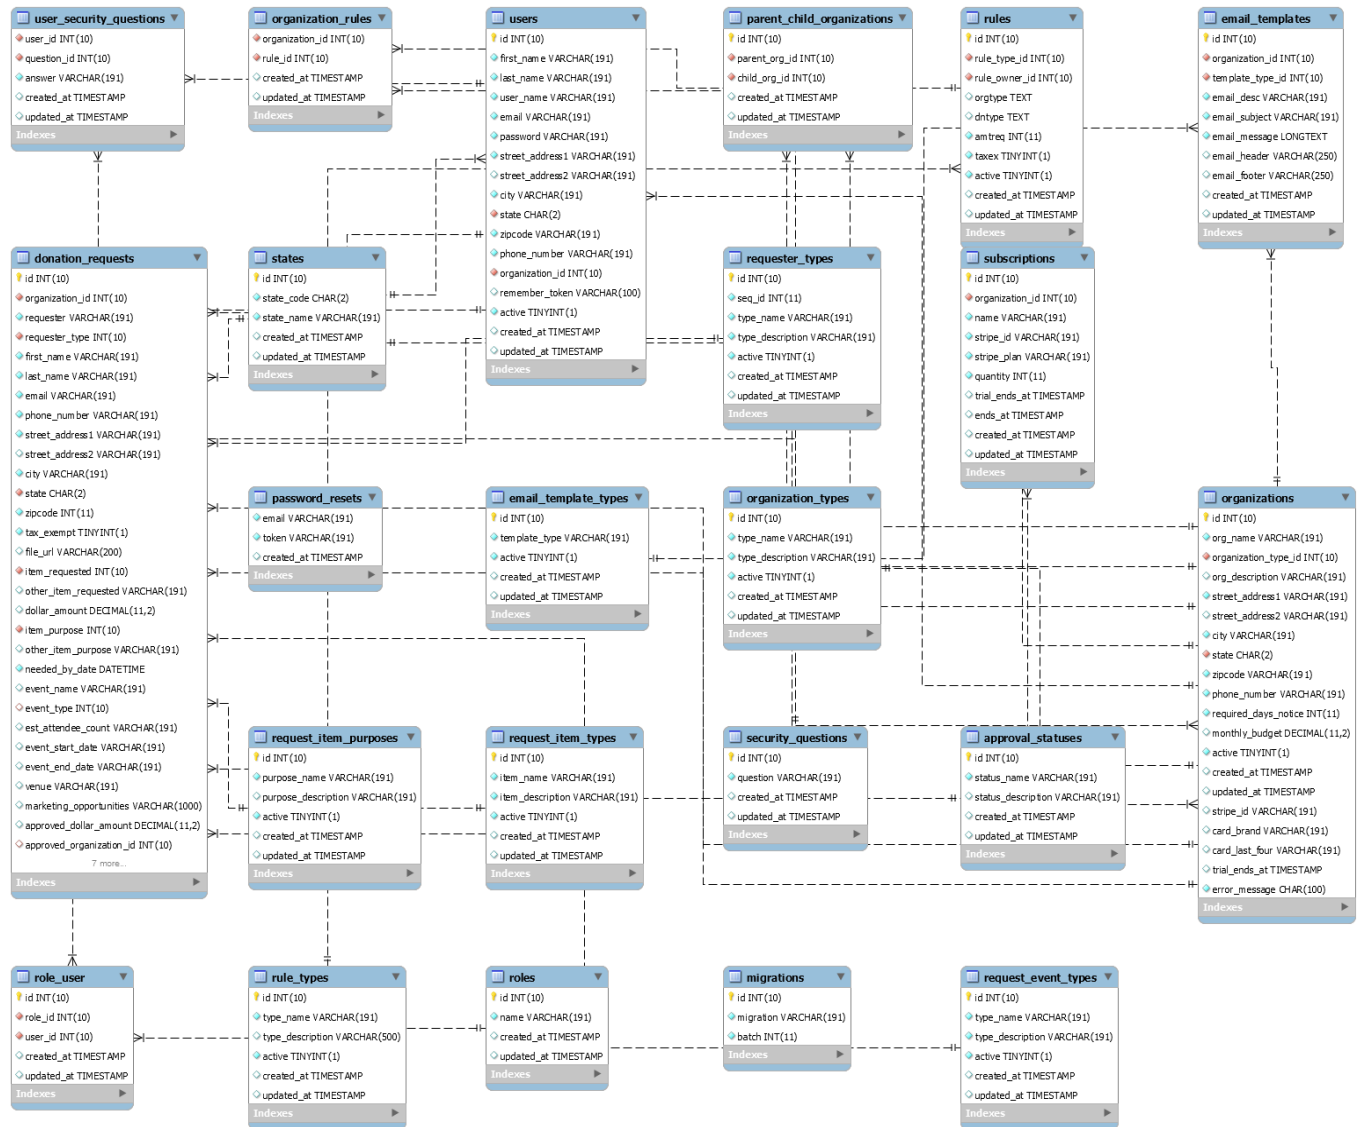 user_security_questions
user_id INT(10)
question_id INT(10)
answer VARCHAR(191)
created_at TIMESTAMP
updated_at TIMESTAMP
Indexes
organization_rules
organization_id INT(10)
rule_id INT(10)
created_at TIMESTAMP
updated_at TIMESTAMP
Indexes
users
id INT(10)
first_name VARCHAR(191)
last_name VARCHAR(191)
user_name VARCHAR(191)
email VARCHAR(191)
password VARCHAR(191)
street_address1 VARCHAR(191)
street_address2 VARCHAR(191)
city VARCHAR(191)
state CHAR(2)
zipcode VARCHAR(191)
phone_number VARCHAR(191)
organization_id INT(10)
remember_token VARCHAR(100)
active TINYINT(1)
created_at TIMESTAMP
updated_at TIMESTAMP
Indexes
parent_child_organizations
id INT(10)
parent_org_id INT(10)
child_org_id INT(10)
created_at TIMESTAMP
updated_at TIMESTAMP
Indexes
rules
id INT(10)
rule_type_id INT(10)
rule_owner_id INT(10)
orgtype TEXT
dntype TEXT
amtreq INT(11)
taxex TINYINT(1)
active TINYINT(1)
created_at TIMESTAMP
updated_at TIMESTAMP
email_templates
id INT(10)
organization_id INT(10)
template_type_id INT(10)
email_desc VARCHAR(191)
email_subject VARCHAR(191)
email_message LONGTEXT
email_header VARCHAR(250)
email_footer VARCHAR(250)
created_at TIMESTAMP
updated_at TIMESTAMP
Indexes
donation_requests
id INT(10)
organization_id INT(10)
requester VARCHAR(191)
requester_type INT(10)
first_name VARCHAR(191)
last_name VARCHAR(191)
email VARCHAR(191)
phone_number VARCHAR(191)
street_address1 VARCHAR(191)
street_address2 VARCHAR(191)
city VARCHAR(191)
state CHAR(2)
zipcode INT(11)
tax_exempt TINYINT(1)
file_url VARCHAR(200)
item_requested INT(10)
other_item_requested VARCHAR(191)
dollar_amount DECIMAL(11,2)
item_purpose INT(10)
other_item_purpose VARCHAR(191)
needed_by_date DATETIME
event_name VARCHAR(191)
event_type INT(10)
est_attendee_count VARCHAR(191)
event_start_date VARCHAR(191)
event_end_date VARCHAR(191)
venue VARCHAR(191)
marketing_opportunities VARCHAR(1000)
approved_dollar_amount DECIMAL(11,2)
approved_organization_id INT(10)
7 more...
Indexes
states
id INT(10)
state_code CHAR(2)
state_name VARCHAR(191)
created_at TIMESTAMP
updated_at TIMESTAMP
Indexes
requester_types
id INT(10)
seq_id INT(11)
type_name VARCHAR(191)
type_description VARCHAR(191)
active TINYINT(1)
created_at TIMESTAMP
updated_at TIMESTAMP
Indexes
subscriptions
id INT(10)
organization_id INT(10)
name VARCHAR(191)
stripe_id VARCHAR(191)
stripe_plan VARCHAR(191)
quantity INT(11)
trial_ends_at TIMESTAMP
ends_at TIMESTAMP
created_at TIMESTAMP
updated_at TIMESTAMP
Indexes
password_resets
email VARCHAR(191)
token VARCHAR(191)
created_at TIMESTAMP
Indexes
email_template_types
id INT(10)
template_type VARCHAR(191)
active TINYINT(1)
created_at TIMESTAMP
updated_at TIMESTAMP
Indexes
organization_types
id INT(10)
type_name VARCHAR(191)
type_description VARCHAR(191)
active TINYINT(1)
created_at TIMESTAMP
updated_at TIMESTAMP
Indexes
organizations
id INT(10)
org_name VARCHAR(191)
organization_type_id INT(10)
org_description VARCHAR(191)
street_address1 VARCHAR(191)
street_address2 VARCHAR(191)
city VARCHAR(191)
state CHAR(2)
zipcode VARCHAR(191)
phone_number VARCHAR(191)
required_days_notice INT(11)
monthly_budget DECIMAL(11,2)
active TINYINT(1)
created_at TIMESTAMP
updated_at TIMESTAMP
stripe_id VARCHAR(191)
card_brand VARCHAR(191)
card_last_four VARCHAR(191)
trial_ends_at TIMESTAMP
error_message CHAR(100)
Indexes
request_item_purposes
id INT(10)
purpose_name VARCHAR(191)
purpose_description VARCHAR(191)
active TINYINT(1)
created_at TIMESTAMP
updated_at TIMESTAMP
Indexes
request_item_types
id INT(10)
item_name VARCHAR(191)
item_description VARCHAR(191)
active TINYINT(1)
created_at TIMESTAMP
updated_at TIMESTAMP
Indexes
security_questions
id INT(10)
question VARCHAR(191)
created_at TIMESTAMP
updated_at TIMESTAMP
Indexes
approval_statuses
id INT(10)
status_name VARCHAR(191)
status_description VARCHAR(191)
active TINYINT(1)
created_at TIMESTAMP
updated_at TIMESTAMP
Indexes
role_user
id INT(10)
role_id INT(10)
user_id INT(10)
created_at TIMESTAMP
updated_at TIMESTAMP
Indexes
rule_types
id INT(10)
type_name VARCHAR(191)
type_description VARCHAR(500)
active TINYINT(1)
created_at TIMESTAMP
updated_at TIMESTAMP
Indexes
roles
id INT(10)
name VARCHAR(191)
created_at TIMESTAMP
updated_at TIMESTAMP
Indexes
migrations
id INT(10)
migration VARCHAR(191)
batch INT(11)
Indexes
request_event_types
id INT(10)
type_name VARCHAR(191)
type_description VARCHAR(191)
active TINYINT(1)
created_at TIMESTAMP
updated_at TIMESTAMP
Indexes